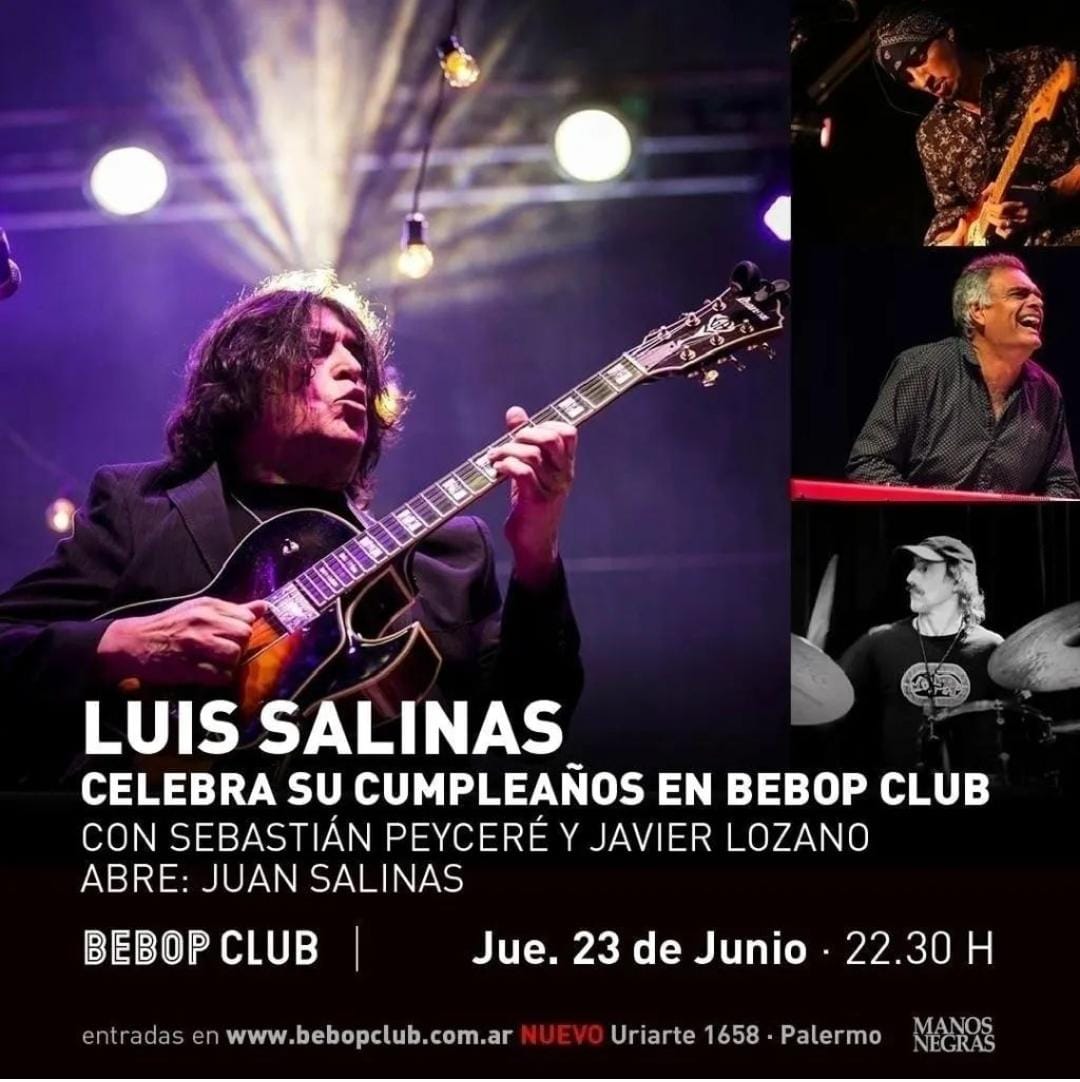 LUIS SALINAS
CELEBRA SU CUMPLEAÑOS EN BEBOP CLUB
CON SEBASTIÁN PEYCERÉ Y JAVIER LOZANO
ABRE: JUAN SALINAS
BEBOP CLUB | Jue. 23 de Junio · 22.30 H
entradas en www.bebopclub.com.ar NUEVO Uriarte 1658 · Palermo
MANOS
NEGRAS